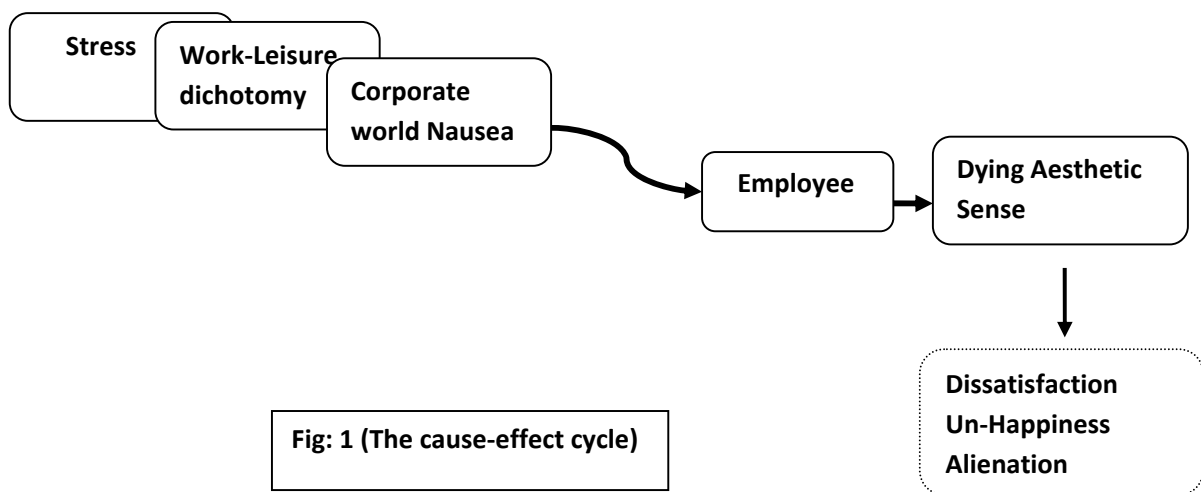 Stress
Work-Leisure
dichotomy
Corporate
world Nausea
Employee
Dying Aesthetic
Sense
Dissatisfaction
Un-Happiness
Alienation
Fig: 1 (The cause-effect cycle)